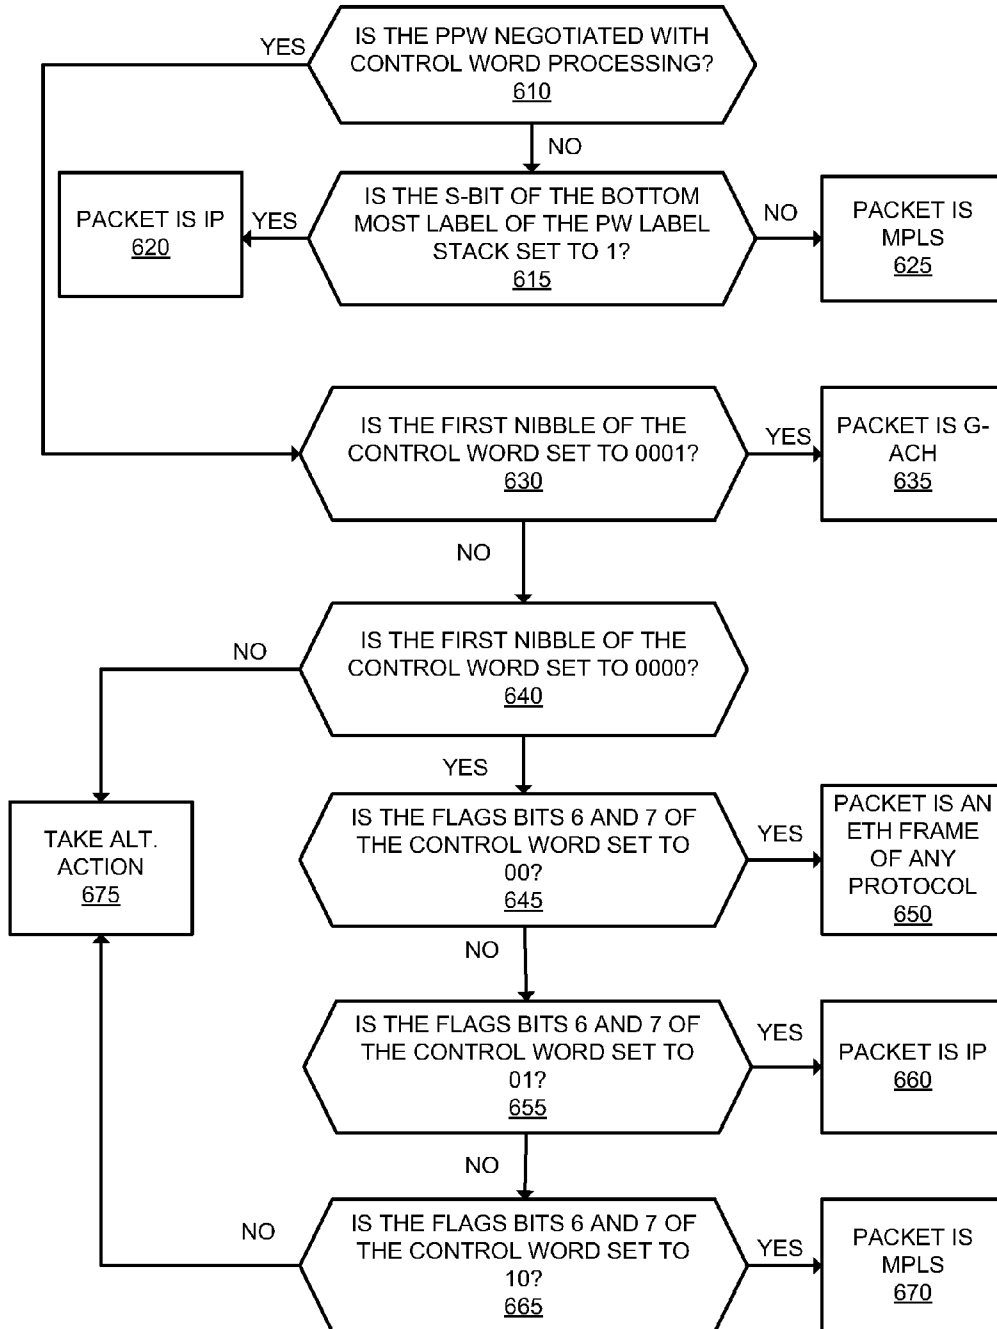 IS THE PPW NEGOTIATED WITH
CONTROL WORD PROCESSING?
610
YES
NO
IS THE S-BIT OF THE BOTTOM
MOST LABEL OF THE PW LABEL
STACK SET TO 1?
615
YES
PACKET IS IP
620
NO
PACKET IS
MPLS
625
IS THE FIRST NIBBLE OF THE
CONTROL WORD SET TO 0001?
630
YES
PACKET IS G-
ACH
635
NO
IS THE FIRST NIBBLE OF THE
CONTROL WORD SET TO 0000?
640
NO
YES
TAKE ALT.
ACTION
675
IS THE FLAGS BITS 6 AND 7 OF
THE CONTROL WORD SET TO
00?
645
YES
PACKET IS AN
ETH FRAME
OF ANY
PROTOCOL
650
NO
IS THE FLAGS BITS 6 AND 7 OF
THE CONTROL WORD SET TO
01?
655
YES
PACKET IS IP
660
NO
IS THE FLAGS BITS 6 AND 7 OF
THE CONTROL WORD SET TO
10?
665
NO
YES
PACKET IS
MPLS
670